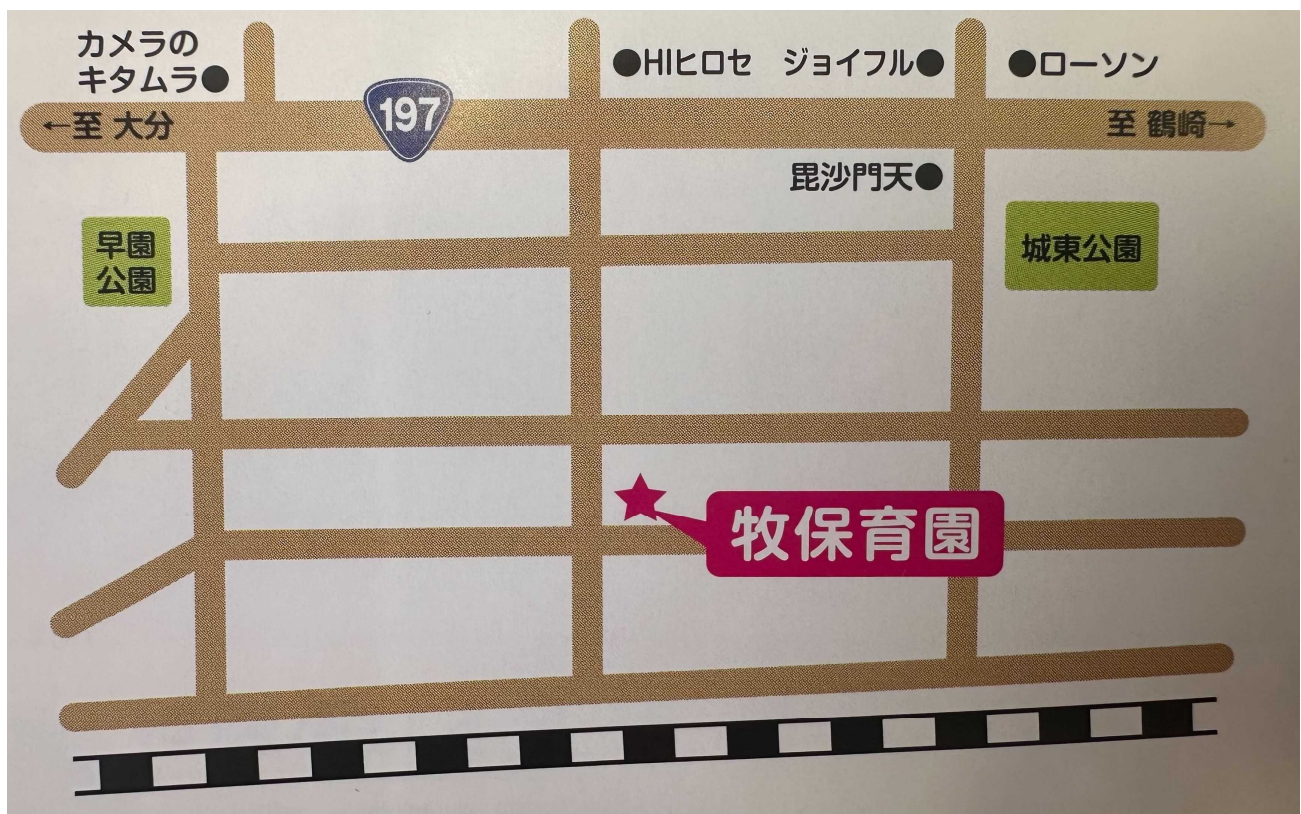 カメラの
キタムラ●
●HIヒロセ ジョイフル●
●ローソン
←至 大分
197
至 鶴崎→
毘沙門天●
早園
公園
城東公園
牧保育園